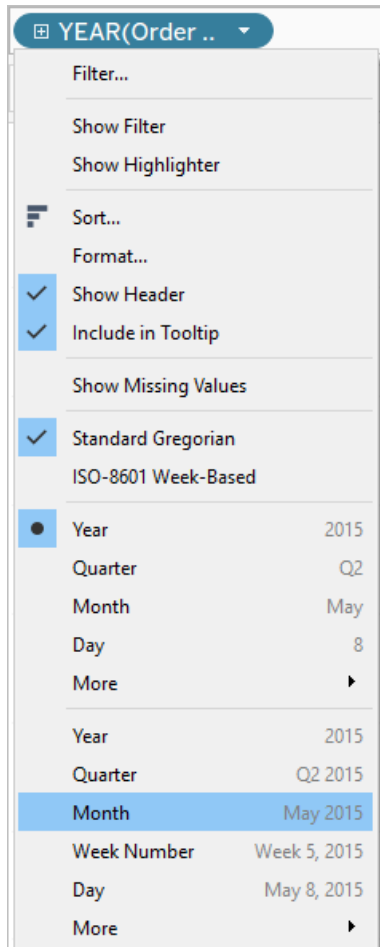 YEAR(Order ..
Filter...
Show Filter
Show Highlighter
Sort...
Format...
Show Header
Include in Tooltip
Show Missing Values
Standard Gregorian
ISO-8601 Week-Based
Year 2015
Quarter Q2
Month May
Day 8
More
Year 2015
Quarter Q2 2015
Month May 2015
Week Number Week 5, 2015
Day May 8, 2015
More